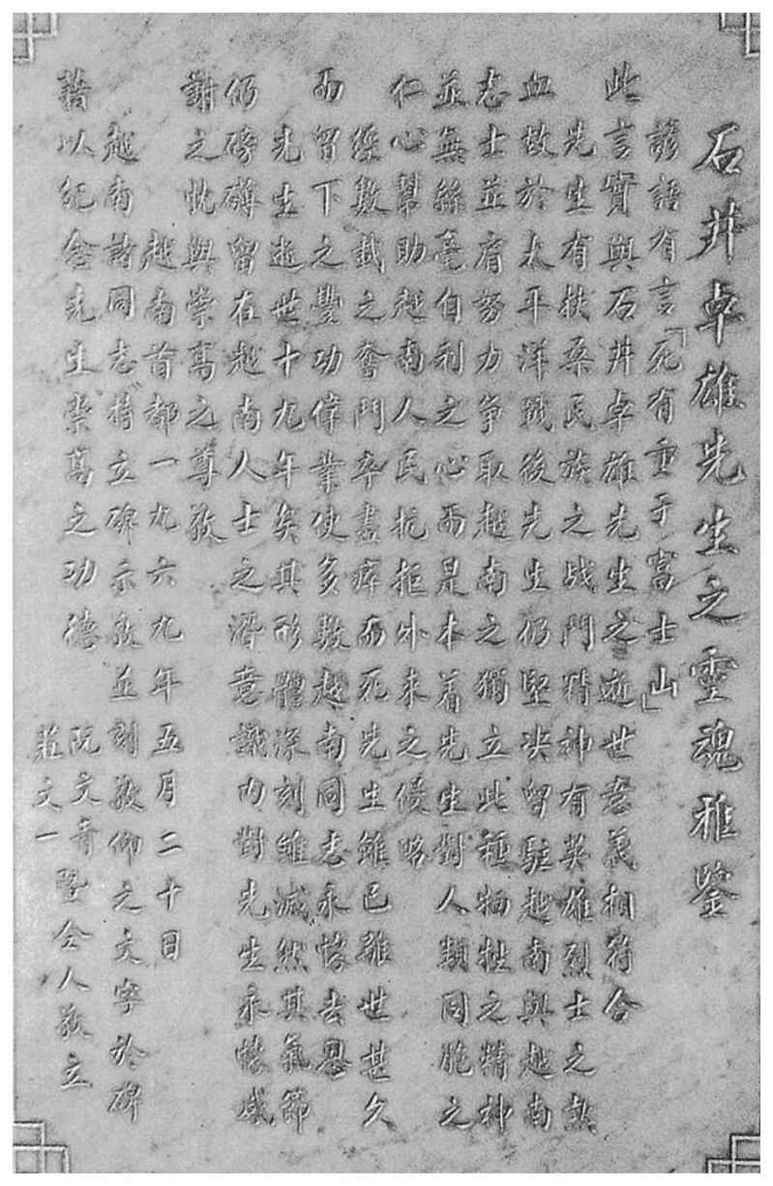 石井卓雄先生之靈魂雅鑒
諺語有言「死有重于富士山」
此言實與石井卓雄先生之逝世意義相符合
先生有扶桑民族之战鬥精神有英雄烈士之熱
血故於太平洋戰後先生仍堅决留駐越南與越南
志士並肩努力爭取越南之獨立此種犧牲之精神
並無絲毫自利之心而是本着先生對人類同胞之
仁心幫助越南人民抗拒外來之侵略
經數載之奮鬥卒盡瘁而死先生雖已離世甚久
而留下之豐功偉業使多數越南同志永懷去恩
先生逝世十九年矣其形體深刻雖滅然其氣節
仍磅礴留在越南人士之潛意識内對先生永懷感
謝之忱與崇高之尊敬
越南首都一九六九年五月二十日
越南諸同志特立碑示敬並刻敬仰之文字於碑
藉以紀念先生崇高之功德
阮文音暨仝人敬立
莊文一